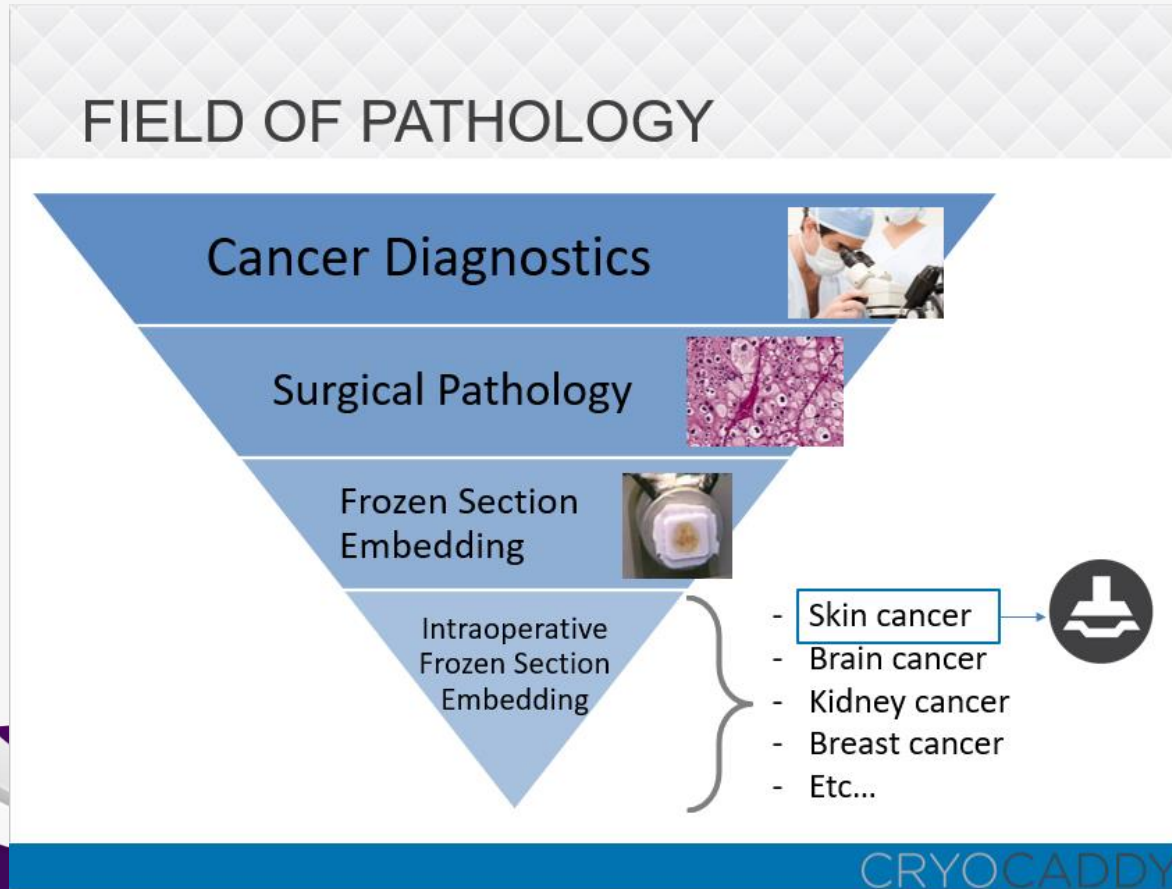 FIELD OF PATHOLOGY
Cancer Diagnostics
Surgical Pathology
Frozen Section
Embedding
Intraoperative
Frozen Section
Embedding
- Skin cancer
- Brain cancer
- Kidney cancer
- Breast cancer
- Etc...
CRYOCADDY